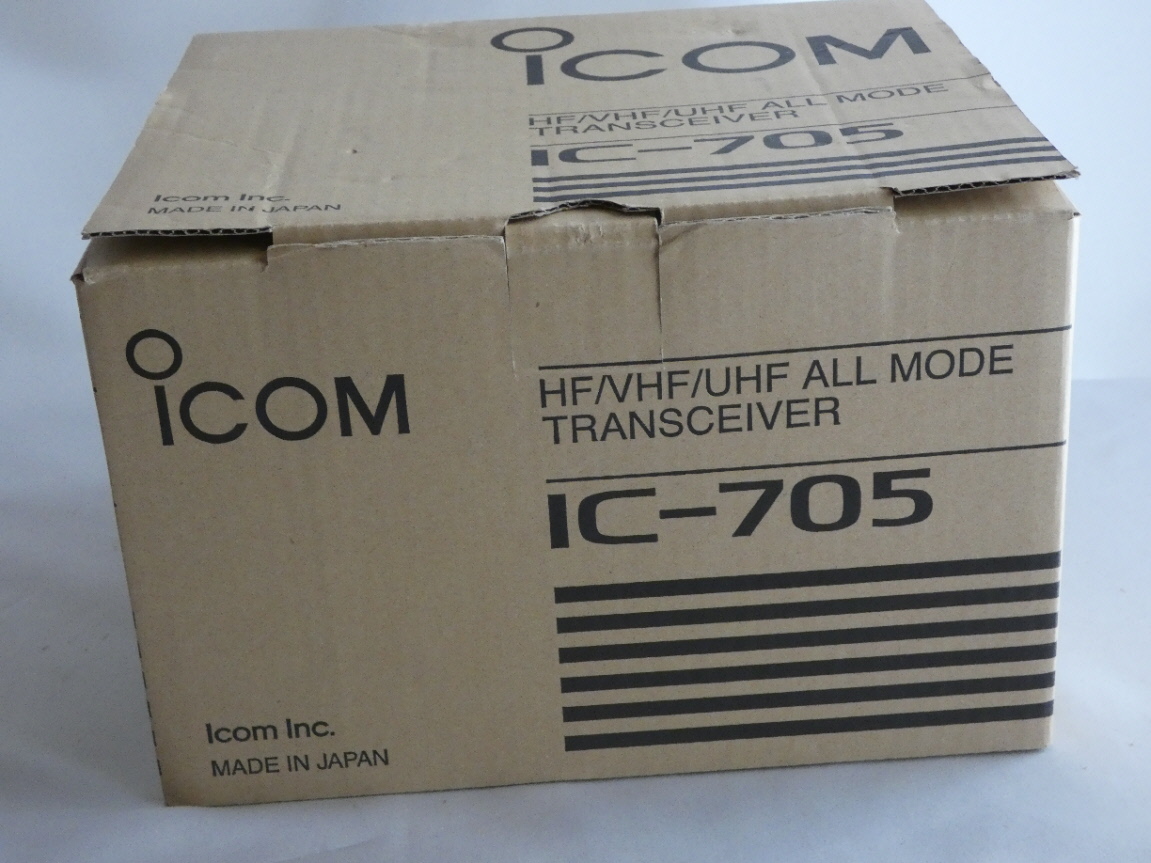 ICOM
HF/VHF/UHF ALL MODE
TRANSCEIVER
IC-705
Icom Inc.
MADE IN JAPAN
ICOM
HF/VHF/UHF ALL MODE
TRANSCEIVER
IC-705
Icom Inc.
MADE IN JAPAN